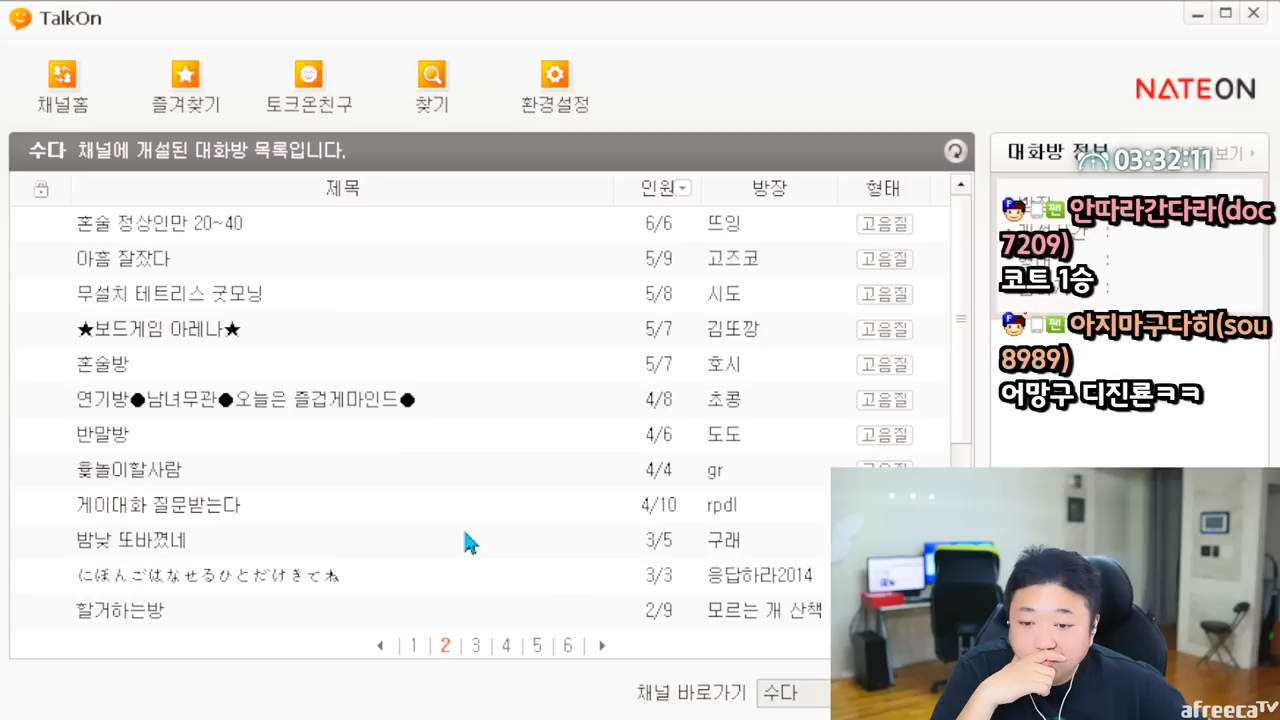 TalkOn
채널홈
즐겨찾기
토크온친구
찾기
환경설정
NATEON
수다 채널에 개설된 대화방 목록입니다.
제목 인원 방장 형태
혼술 정상인만 20~40 6/6 뜨잉 고음질
아흠 잘잤다 5/9 고즈코 고음질
무설치 테트리스 굿모닝 5/8 시도 고음질
★보드게임 아레나★ 5/7 김또깡 고음질
혼술방 5/7 호시 고음질
연기방●남녀무관●오늘은 즐겁게마인드● 4/8 초콩 고음질
반말방 4/6 도도 고음질
윷놀이할사람 4/4 gr 고음질
게이대화 질문받는다 4/10 rpdl
밤낮 또바꼈네 3/5 구래
にほんごはなせるひとだけきてね 3/3 응답하라2014
할거하는방 2/9 모르는 개 산책
1 2 3 4 5 6
채널 바로가기 수다
대화방 정보
03:32:11
안따라간다라(doc
7209)
코트 1승
아지마구다히(sou
8989)
어망구 디진룐ㅋㅋ
afreecaTV